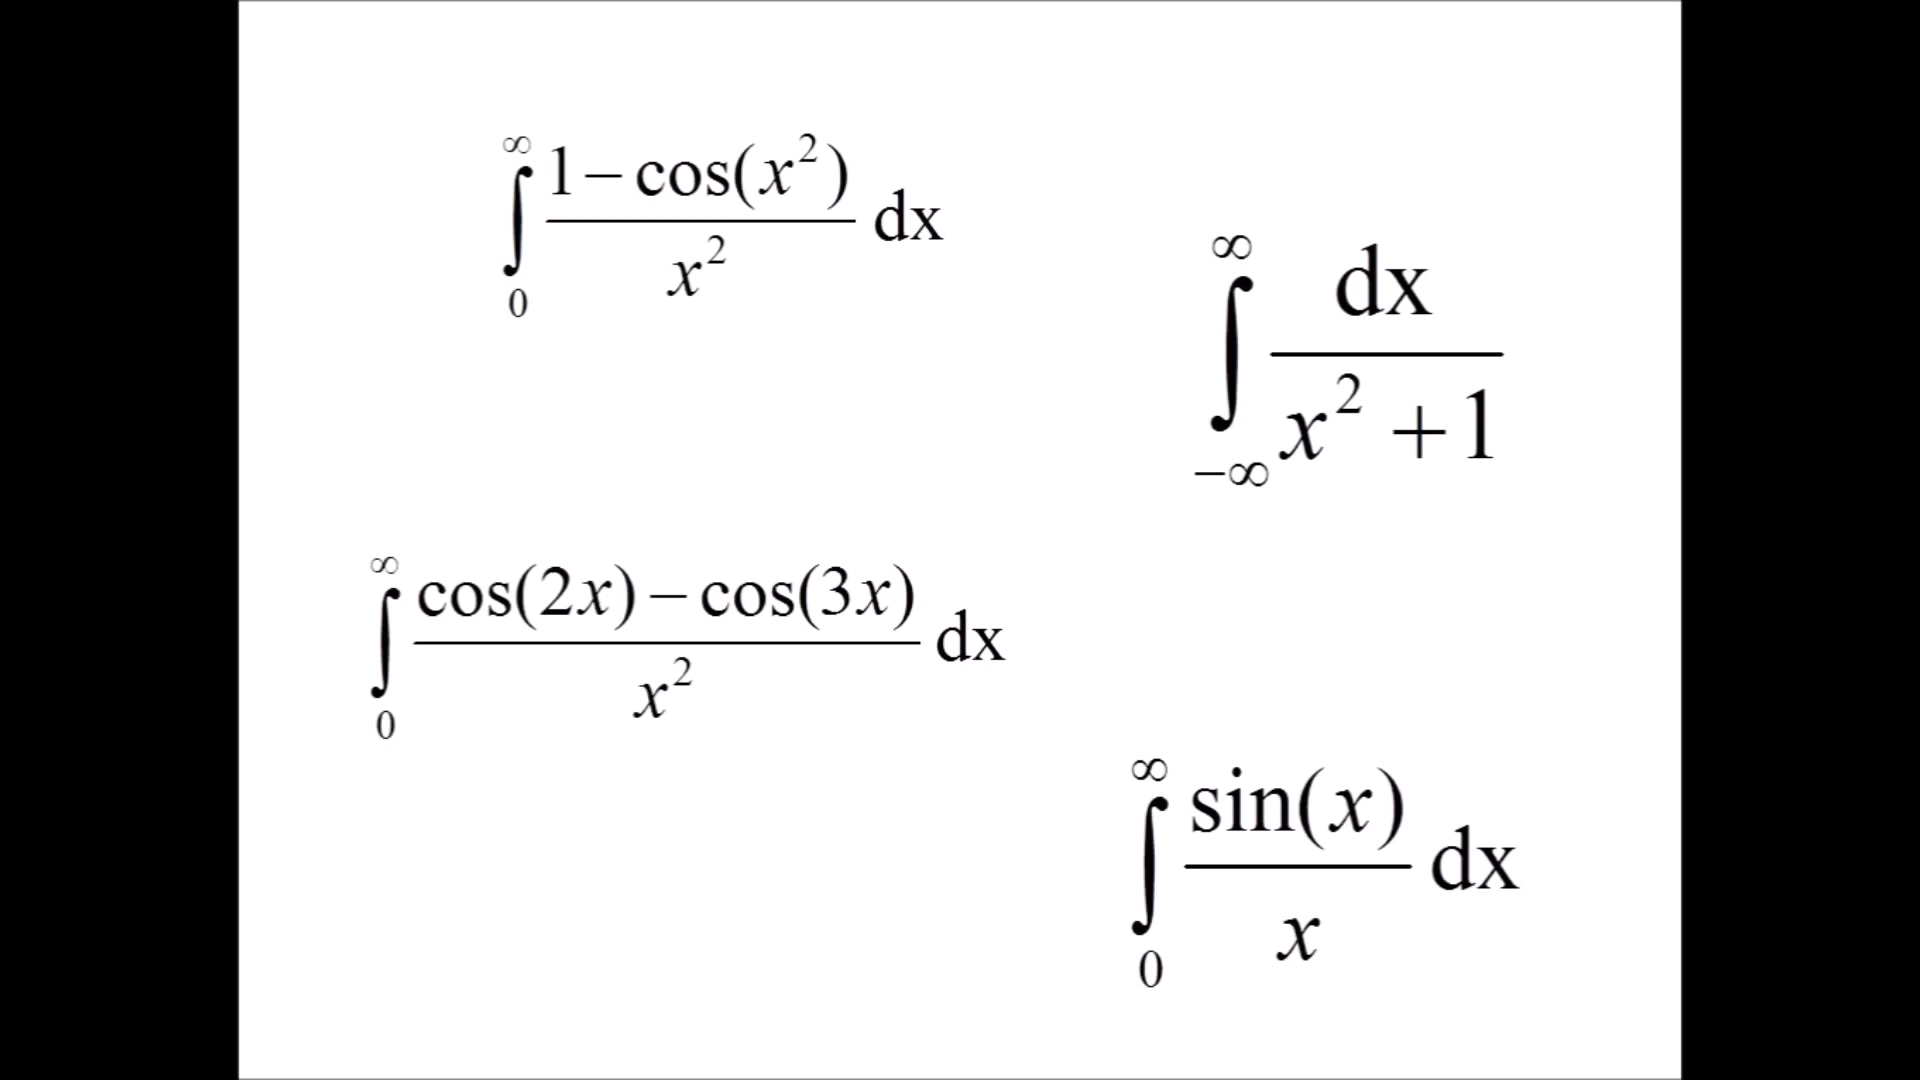 ∫₀^∞ (1 − cos(x²))/x² dx
∫₋∞^∞ dx/(x² + 1)
∫₀^∞ (cos(2x) − cos(3x))/x² dx
∫₀^∞ sin(x)/x dx